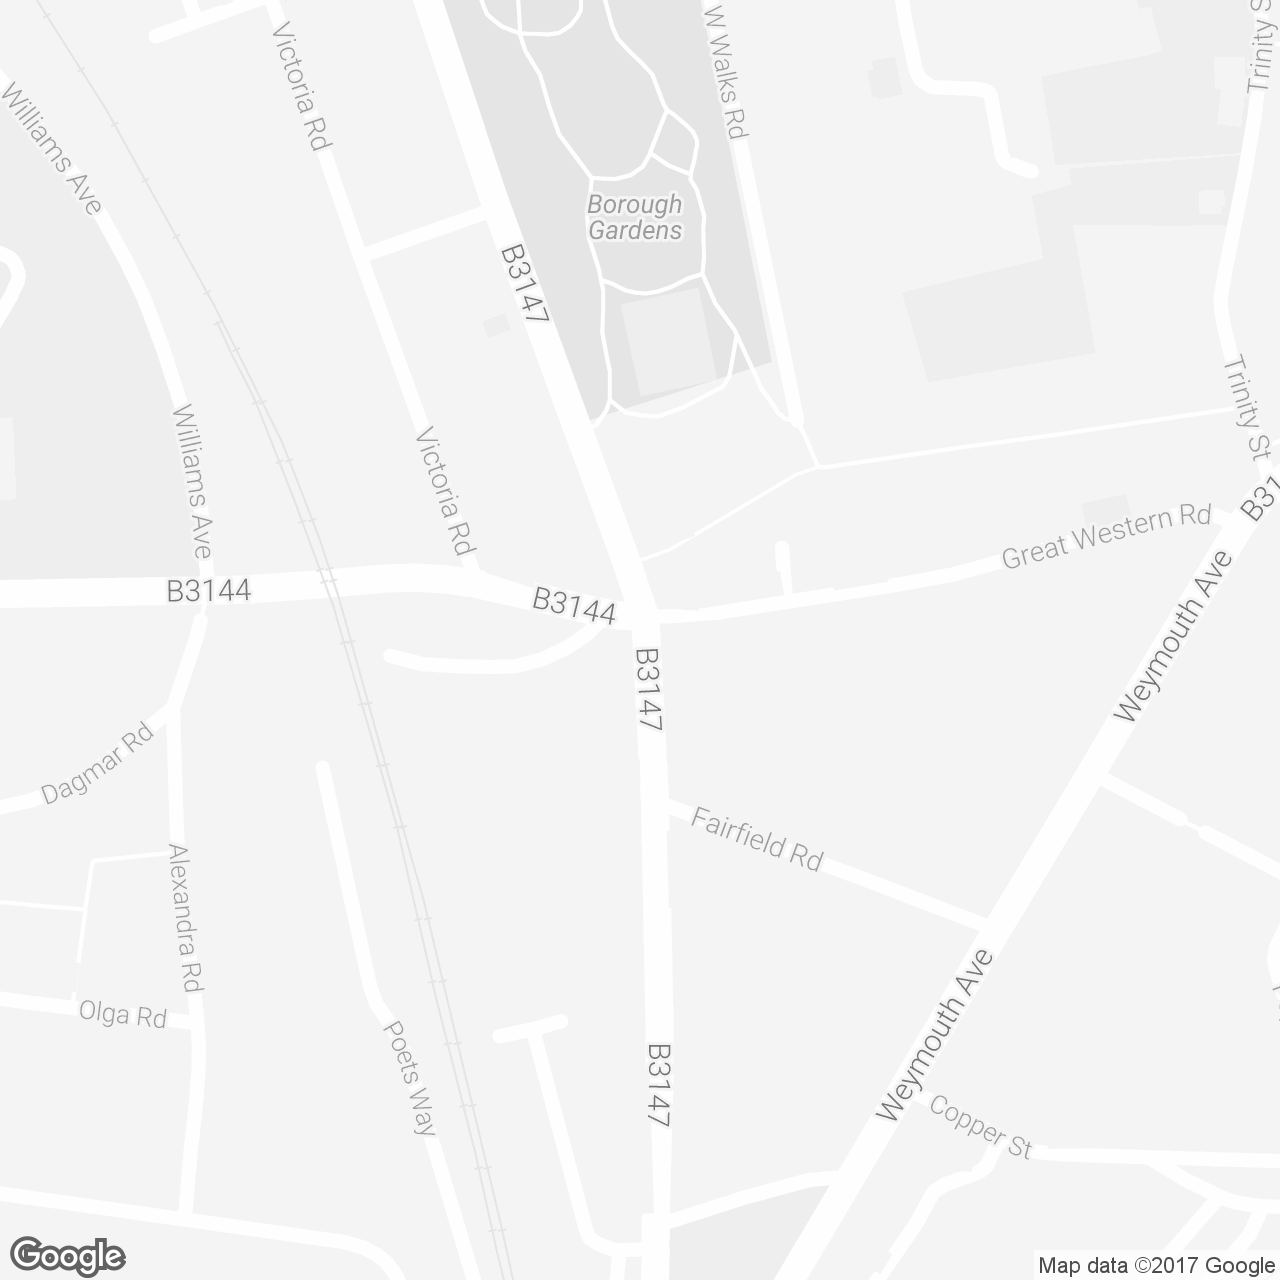 Victoria Rd
W Walks Rd
Trinity S
Williams Ave
Borough
Gardens
B3147
Trinity St
Williams Ave
Victoria Rd
B31
Great Western Rd
B3144
B3144
Weymouth Ave
B3147
Dagmar Rd
Fairfield Rd
Alexandra Rd
Weymouth Ave
Olga Rd
Poets Way
B3147
Copper St
Google
Map data ©2017 Google